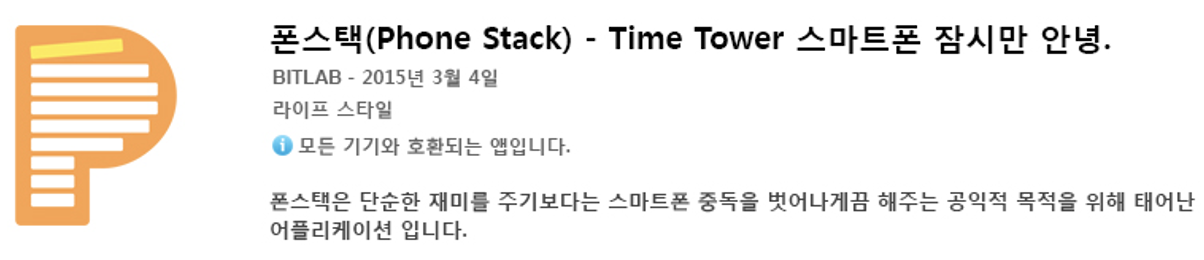 폰스택(Phone Stack) - Time Tower 스마트폰 잠시만 안녕.
BITLAB - 2015년 3월 4일
라이프 스타일
모든 기기와 호환되는 앱입니다.
폰스택은 단순한 재미를 주기보다는 스마트폰 중독을 벗어나게끔 해주는 공익적 목적을 위해 태어난
어플리케이션 입니다.